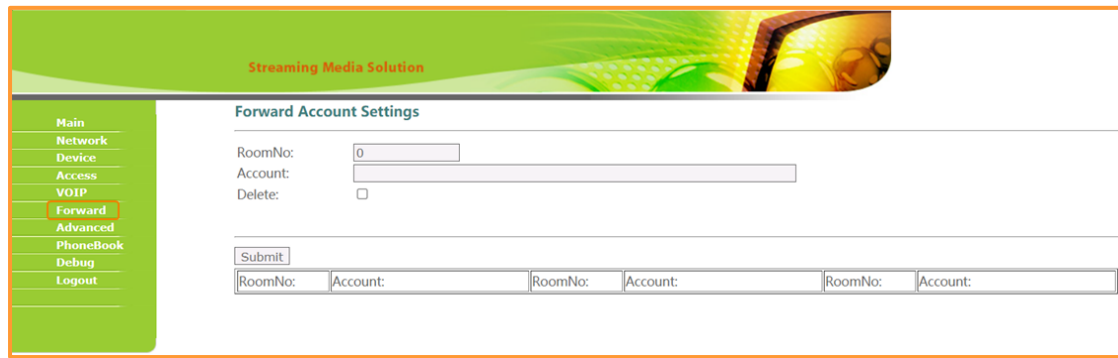 Streaming Media Solution
Main
Network
Device
Access
VOIP
Forward
Advanced
PhoneBook
Debug
Logout
Forward Account Settings
RoomNo: 0
Account:
Delete:
Submit
RoomNo: Account: RoomNo: Account: RoomNo: Account: